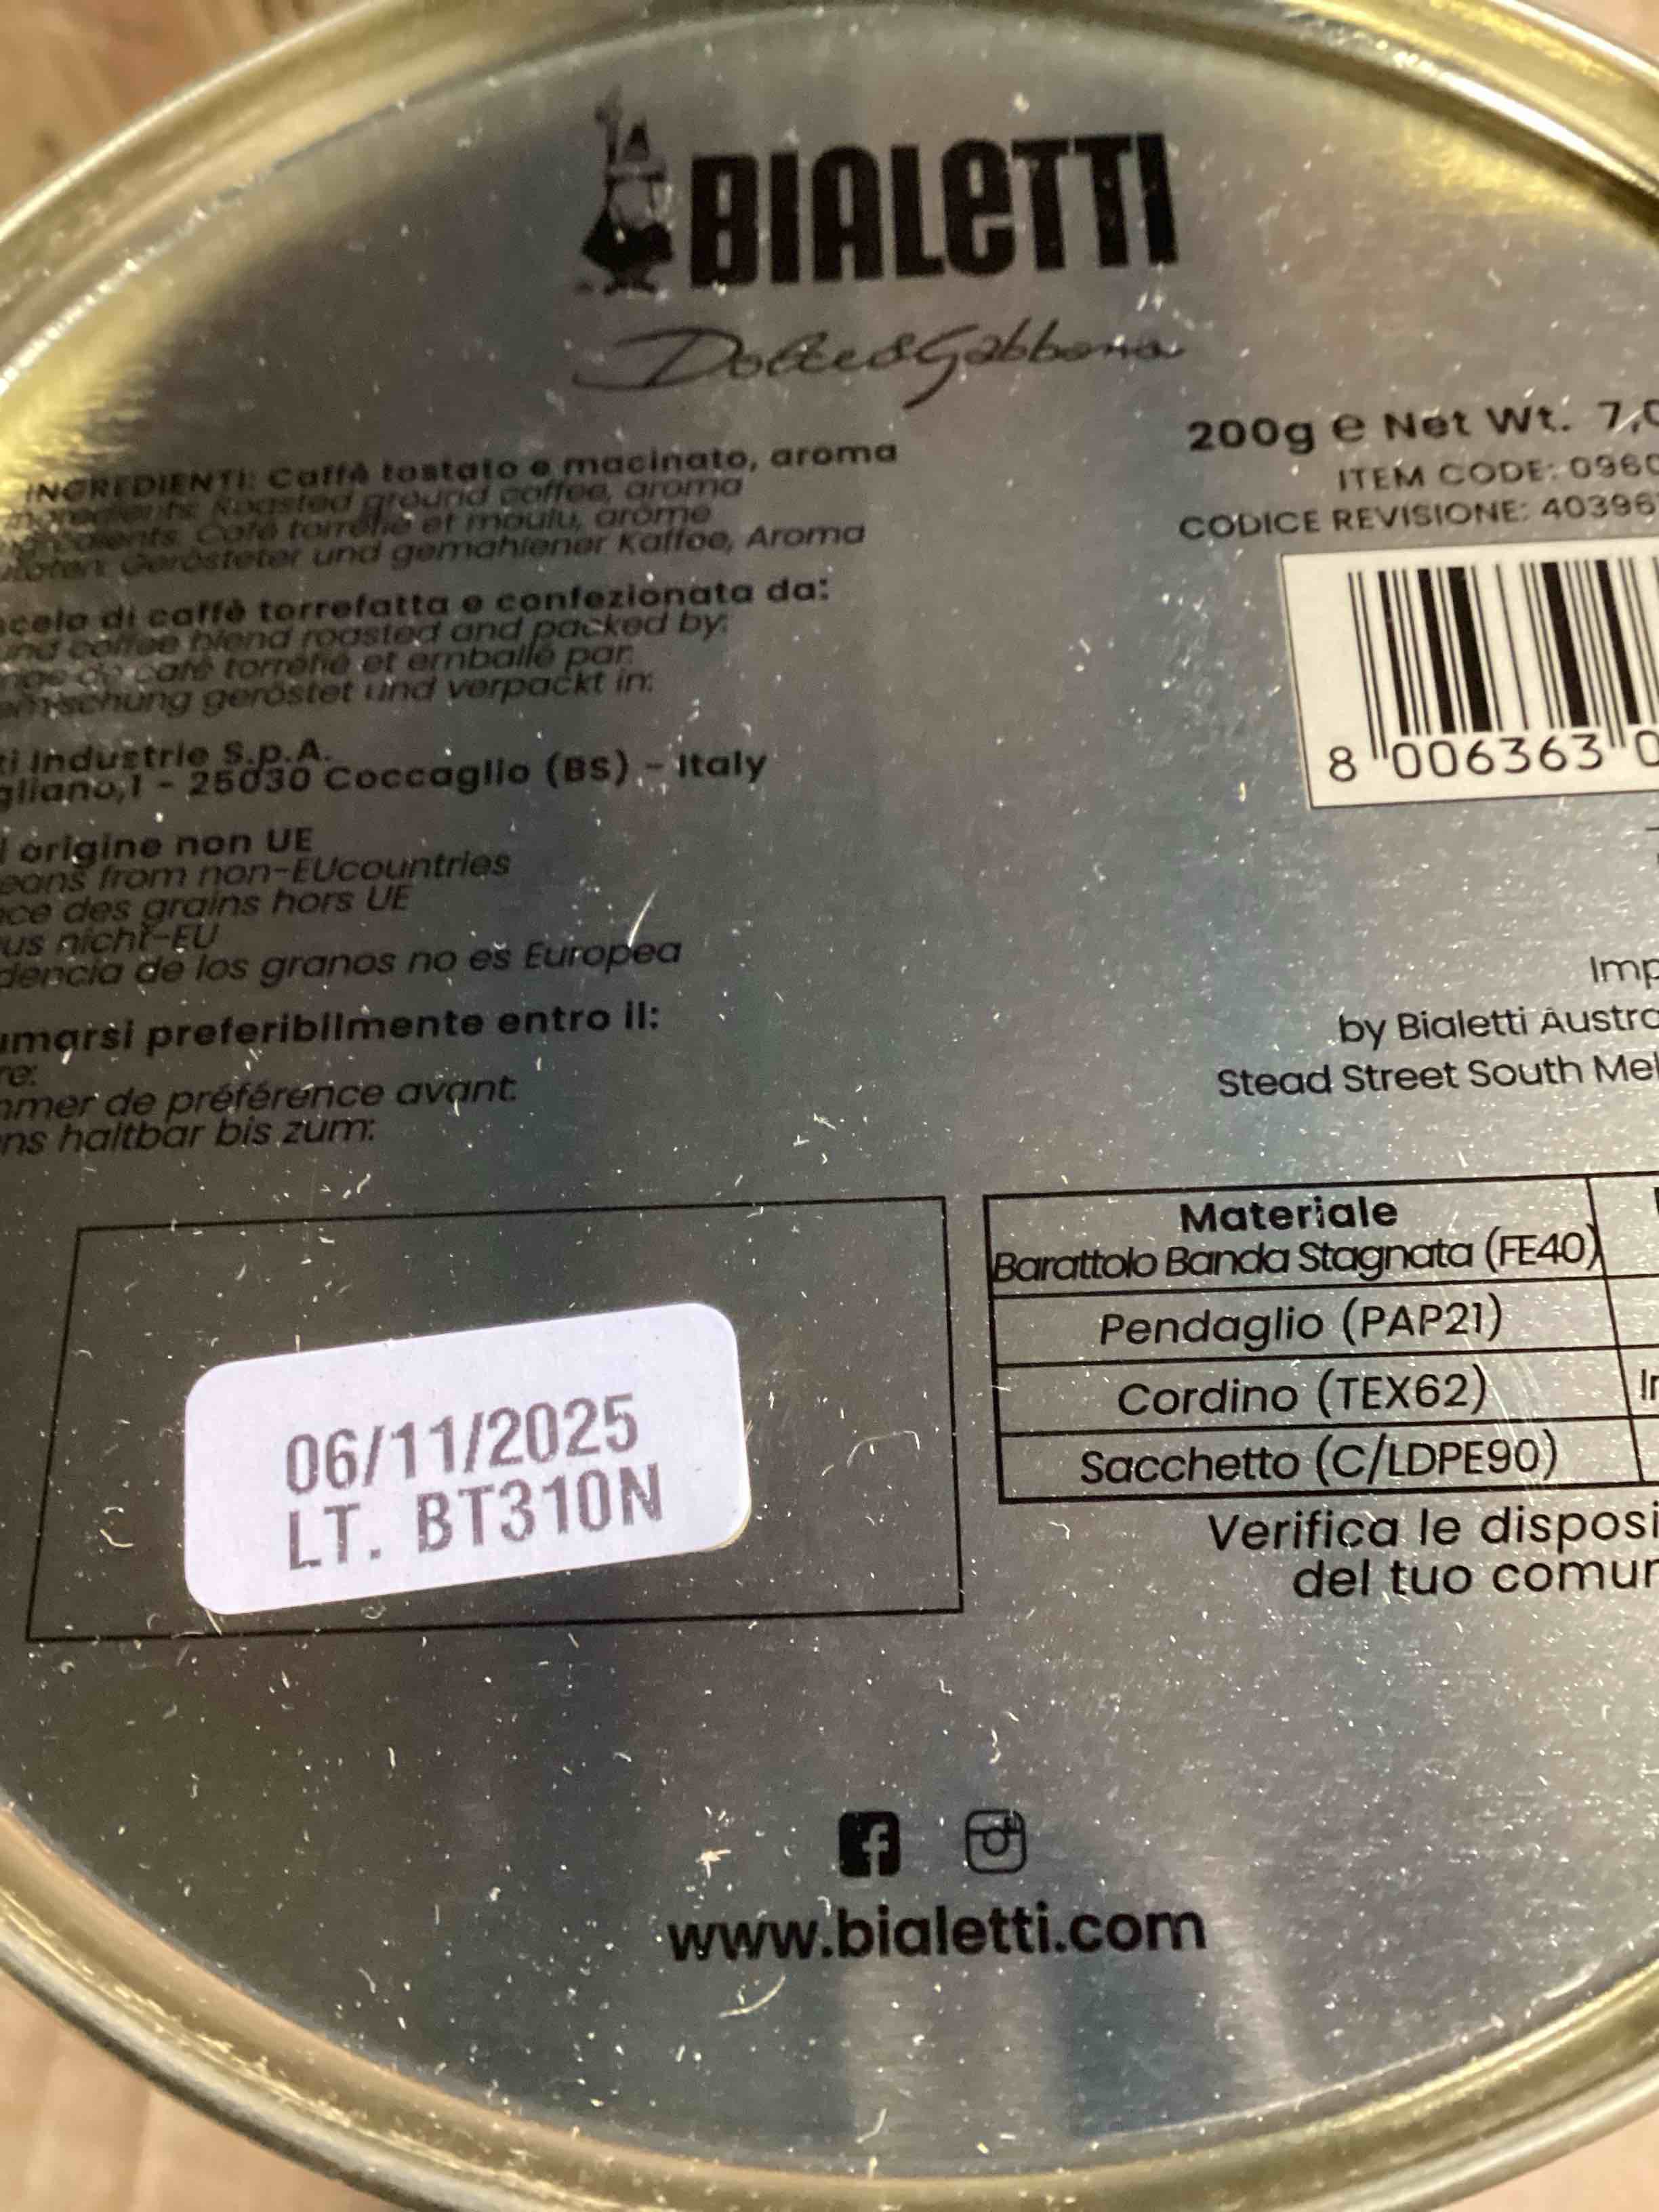 BIALETTI
Dolce&Gabbana
INGREDIENTI: Caffè tostato e macinato, aroma
Roasted ground coffee, aroma
Café torréfié et moulu, arôme
Gerösteter und gemahlener Kaffee, Aroma
di caffè torrefatta e confezionata da:
coffee blend roasted and packed by:
de café torréfié et emballé par:
geröstet und verpackt in:
Industrie S.p.A.
1 - 25030 Coccaglio (BS) - Italy
origine non UE
from non-EUcountries
des grains hors UE
nicht-EU
de los granos no es Europea
preferibilmente entro il:
de préférence avant:
haltbar bis zum:
06/11/2025
LT. BT310N
200g e Net Wt. 7,0
ITEM CODE: 0960
CODICE REVISIONE: 40396
8 006363 0
Imp
by Bialetti Austra
Stead Street South Mel
Materiale
Barattolo Banda Stagnata (FE40)
Pendaglio (PAP21)
Cordino (TEX62)
Sacchetto (C/LDPE90)
Verifica le disposi
del tuo comun
www.bialetti.com